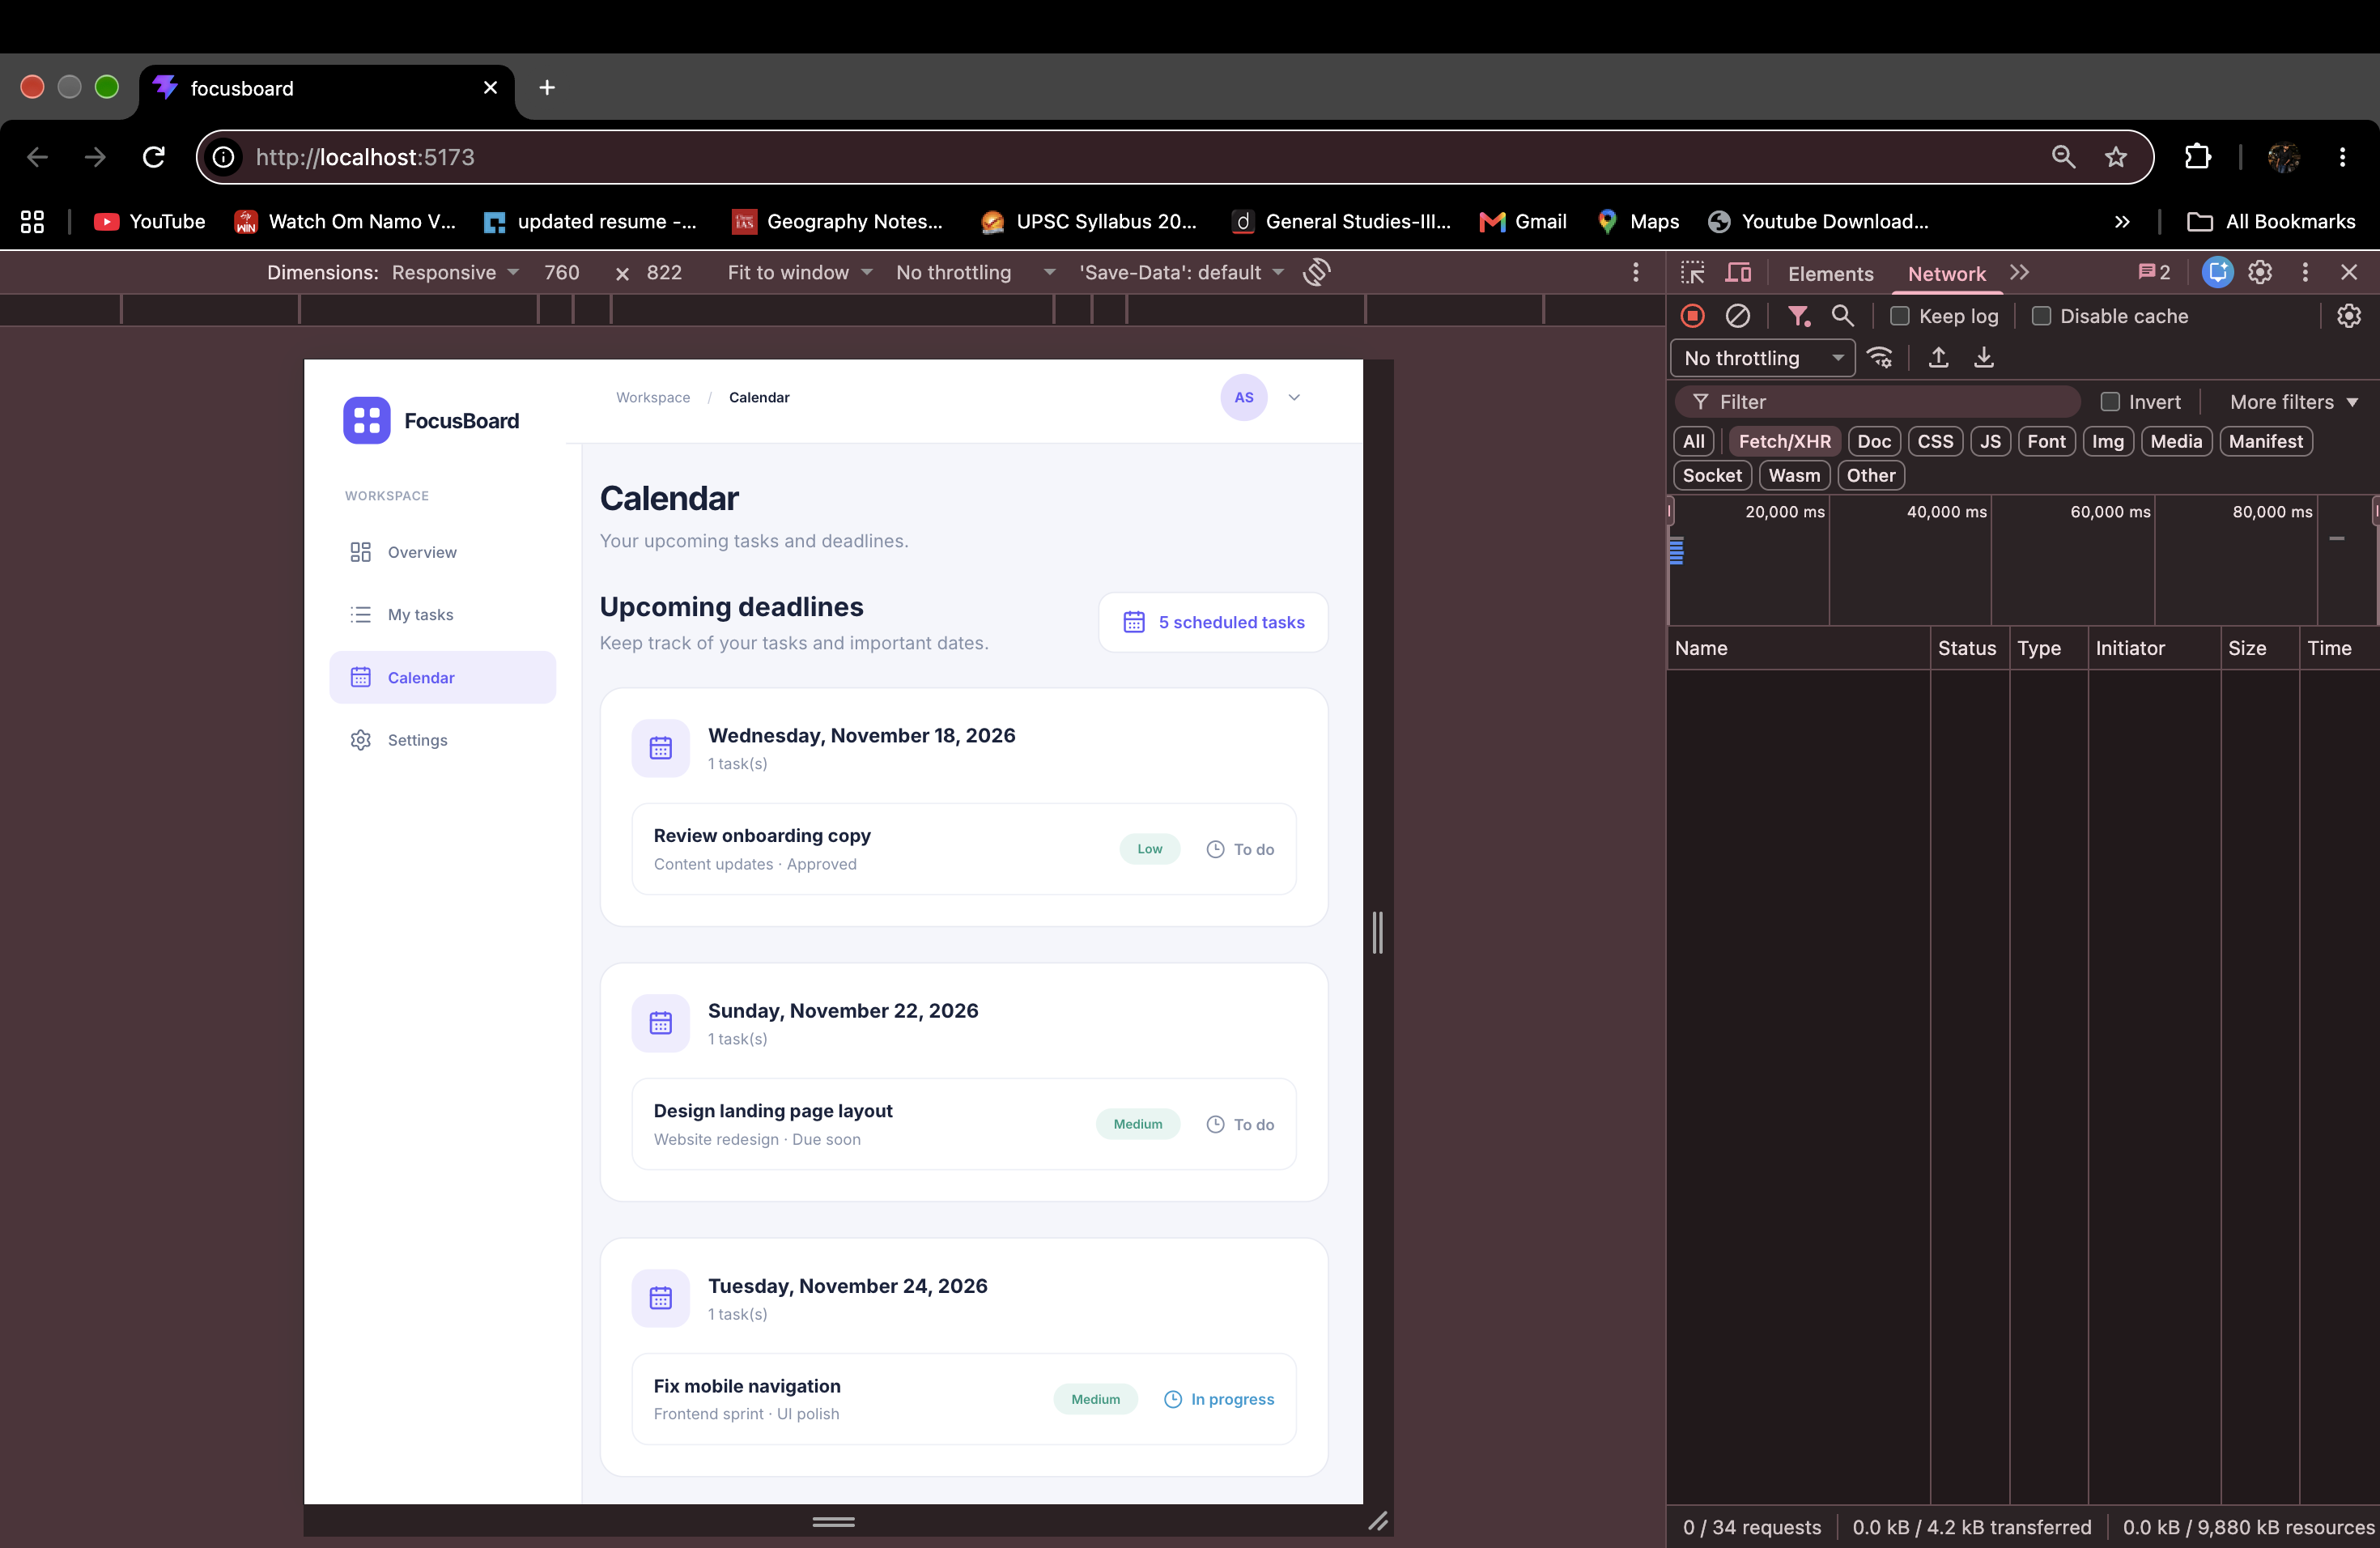 focusboard
http://localhost:5173
YouTube
Watch Om Namo V...
updated resume -...
Geography Notes...
UPSC Syllabus 20...
General Studies-III...
Gmail
Maps
Youtube Download...
All Bookmarks
Dimensions: Responsive 760 × 822 Fit to window No throttling 'Save-Data': default
Elements Network 2
Keep log Disable cache
No throttling
Filter Invert More filters
All Fetch/XHR Doc CSS JS Font Img Media Manifest
Socket Wasm Other
20,000 ms 40,000 ms 60,000 ms 80,000 ms
Name Status Type Initiator Size Time
0 / 34 requests 0.0 kB / 4.2 kB transferred 0.0 kB / 9,880 kB resources
FocusBoard
WORKSPACE
Overview
My tasks
Calendar
Settings
Workspace / Calendar
AS
Calendar
Your upcoming tasks and deadlines.
Upcoming deadlines
Keep track of your tasks and important dates.
5 scheduled tasks
Wednesday, November 18, 2026
1 task(s)
Review onboarding copy
Content updates · Approved
Low
To do
Sunday, November 22, 2026
1 task(s)
Design landing page layout
Website redesign · Due soon
Medium
To do
Tuesday, November 24, 2026
1 task(s)
Fix mobile navigation
Frontend sprint · UI polish
Medium
In progress